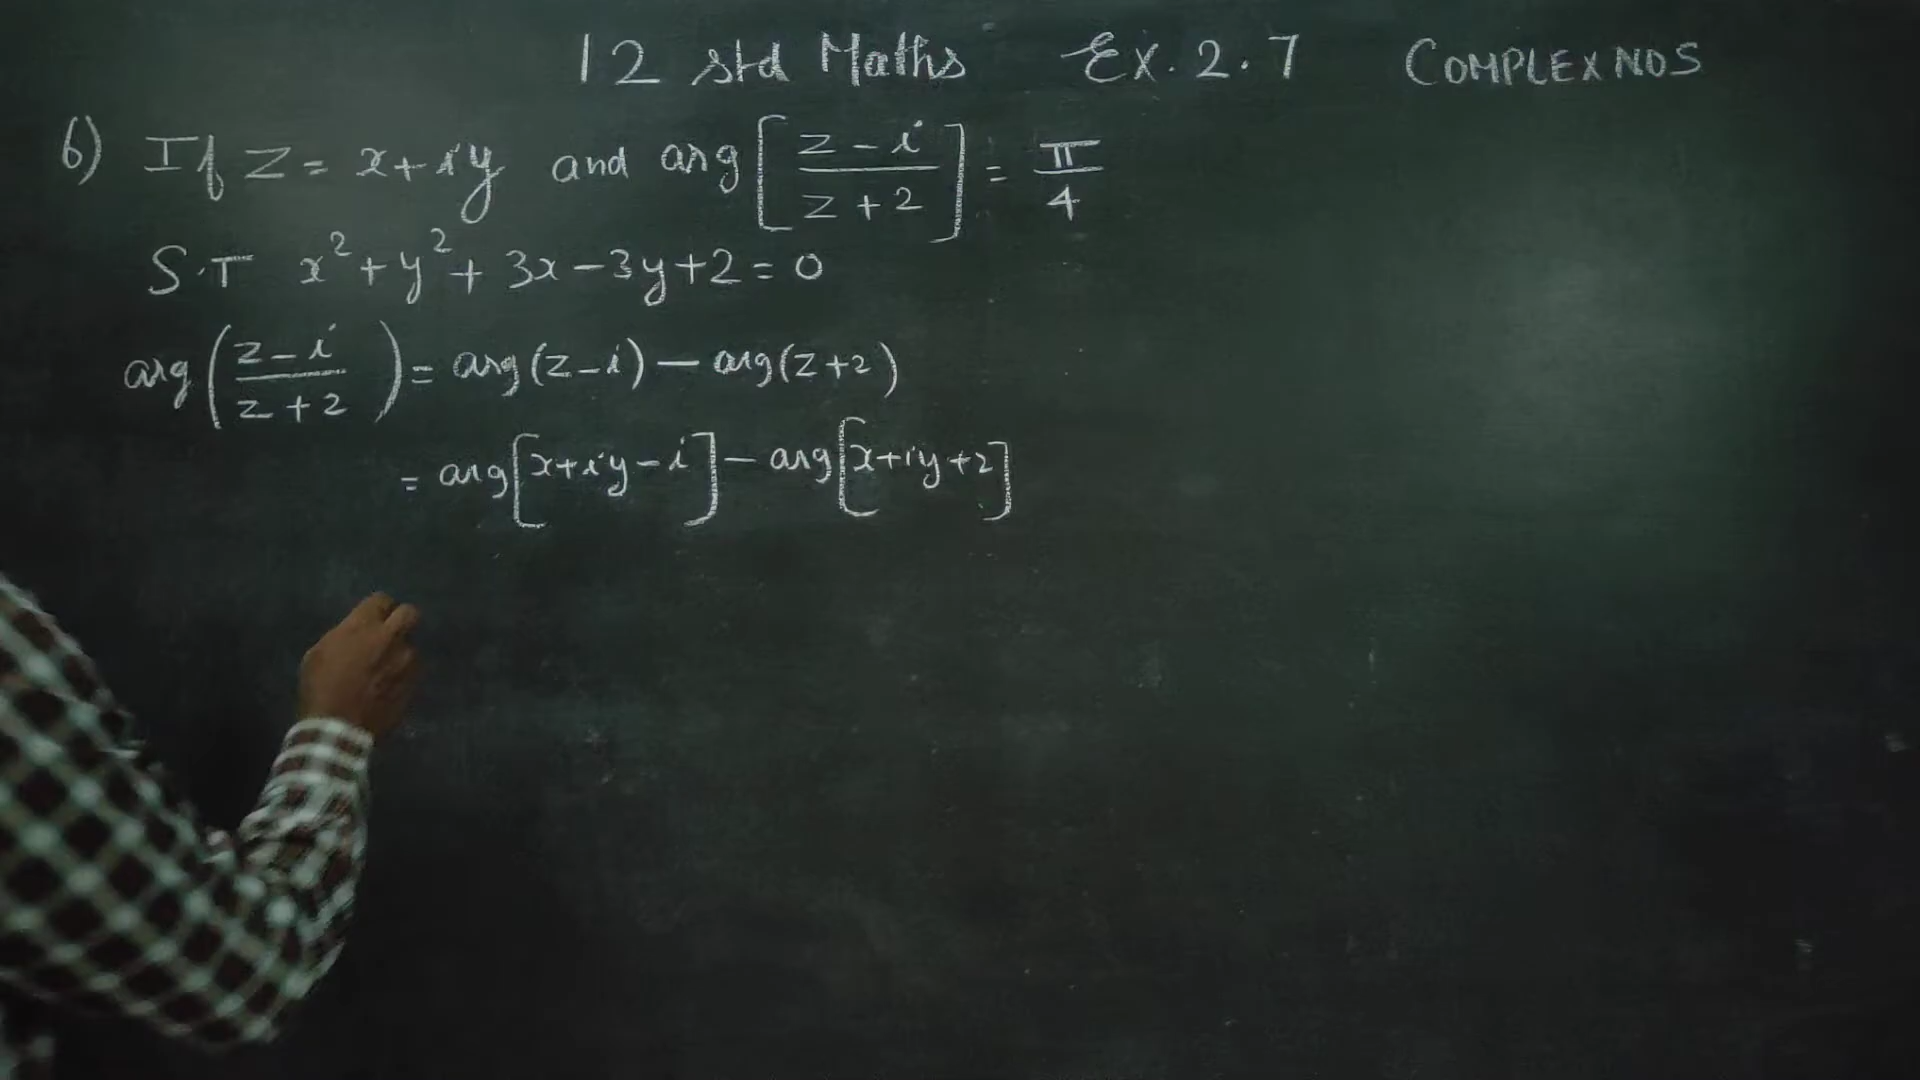 12 std Maths Ex. 2.7 COMPLEX NOS
6) If z = x+iy and arg[z-i/z+2] = π/4
S.T x²+y²+3x-3y+2=0
arg(z-i/z+2) = arg(z-i) - arg(z+2)
= arg[x+iy-i] - arg[x+iy+2]